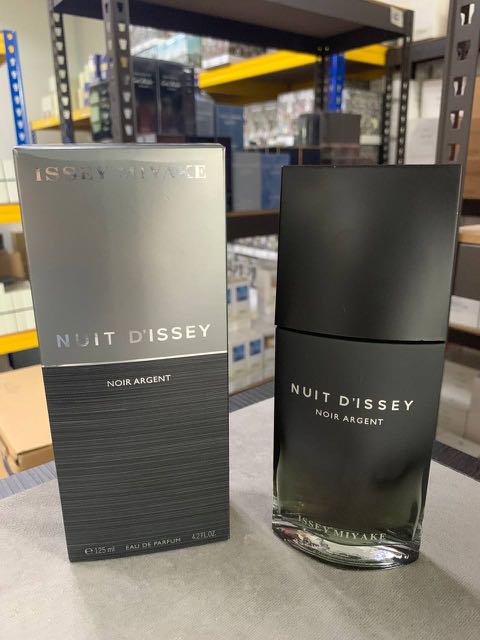 ISSEY MIYAKE
NUIT D'ISSEY
NOIR ARGENT
℮ 125 ml EAU DE PARFUM 4.2 FL.OZ.
NUIT D'ISSEY
NOIR ARGENT
ISSEY MIYAKE